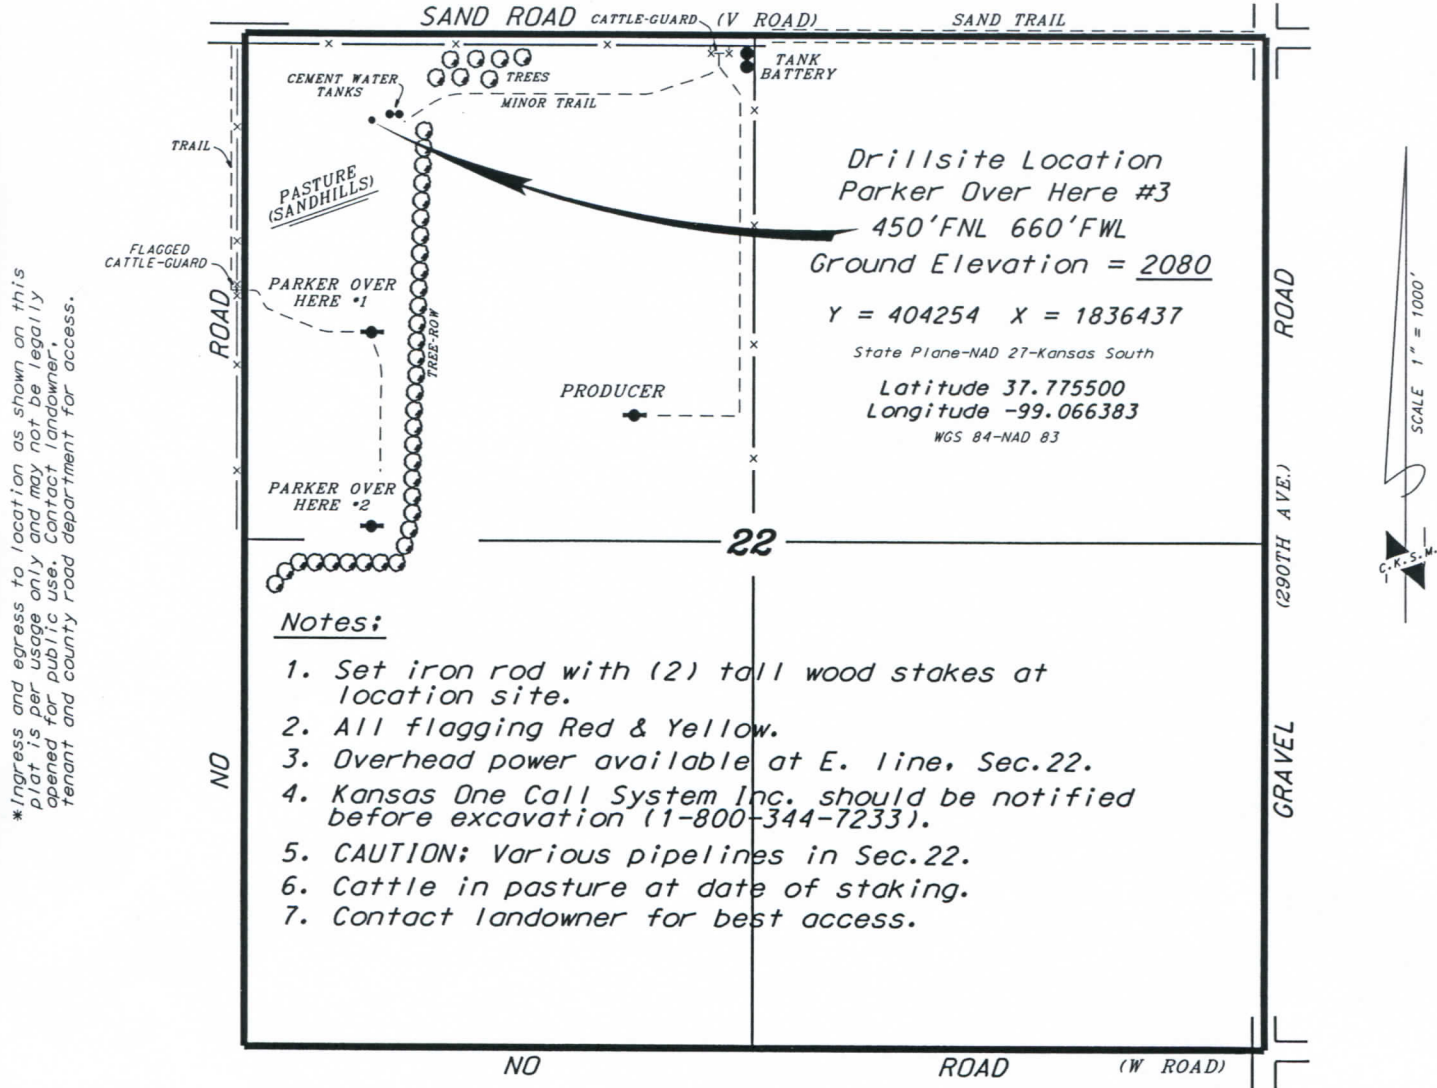 SAND ROAD
CATTLE-GUARD
(V ROAD)
SAND TRAIL
CEMENT WATER
TANKS
TREES
MINOR TRAIL
TANK
BATTERY
TRAIL
PASTURE
(SANDHILLS)
FLAGGED
CATTLE-GUARD
PARKER OVER
HERE #1
ROAD
TREE-ROW
PRODUCER
PARKER OVER
HERE #2
Drillsite Location
Parker Over Here #3
450'FNL 660'FWL
Ground Elevation = 2080
Y = 404254 X = 1836437
State Plane-NAD 27-Kansas South
Latitude 37.775500
Longitude -99.066383
WGS 84-NAD 83
22
ROAD
(290TH AVE.)
GRAVEL
SCALE 1" = 1000'
C.K.S.M.
*Ingress and egress to location as shown on this
plat is per usage only and may not be legally
opened for public use. Contact landowner,
tenant and county road department for access.
NO
Notes:
1. Set iron rod with (2) tall wood stakes at
location site.
2. All flagging Red & Yellow.
3. Overhead power available at E. line, Sec.22.
4. Kansas One Call System Inc. should be notified
before excavation (1-800-344-7233).
5. CAUTION: Various pipelines in Sec.22.
6. Cattle in pasture at date of staking.
7. Contact landowner for best access.
NO
ROAD
(W ROAD)